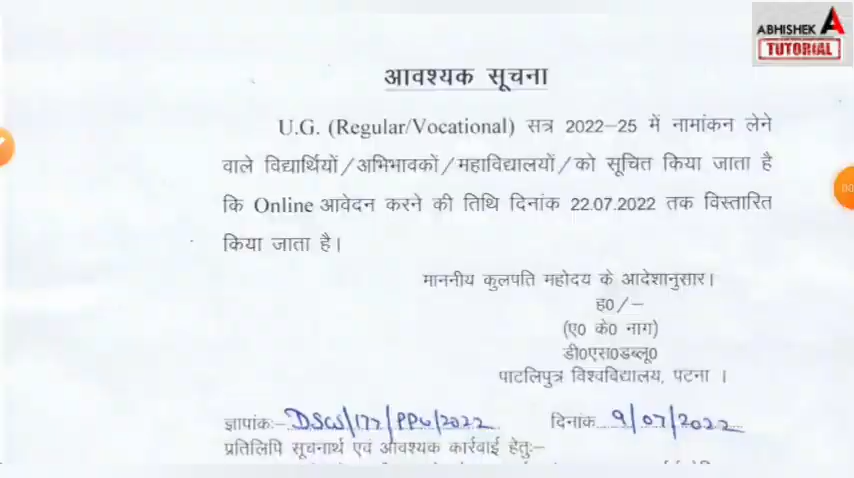 ABHISHEK A
TUTORIAL
आवश्यक सूचना
U.G. (Regular/Vocational) सत्र 2022–25 में नामांकन लेने
वाले विद्यार्थियों/अभिभावकों/महाविद्यालयों/को सूचित किया जाता है
कि Online आवेदन करने की तिथि दिनांक 22.07.2022 तक विस्तारित
किया जाता है।
माननीय कुलपति महोदय के आदेशानुसार।
ह0/–
(ए0 के0 नाग)
डी0एस0डब्लू0
पाटलिपुत्र विश्वविद्यालय, पटना ।
ज्ञापांकः– /172/PPU/2022 दिनांक 9/07/2022
प्रतिलिपि सूचनार्थ एवं आवश्यक कार्रवाई हेतुः–
00